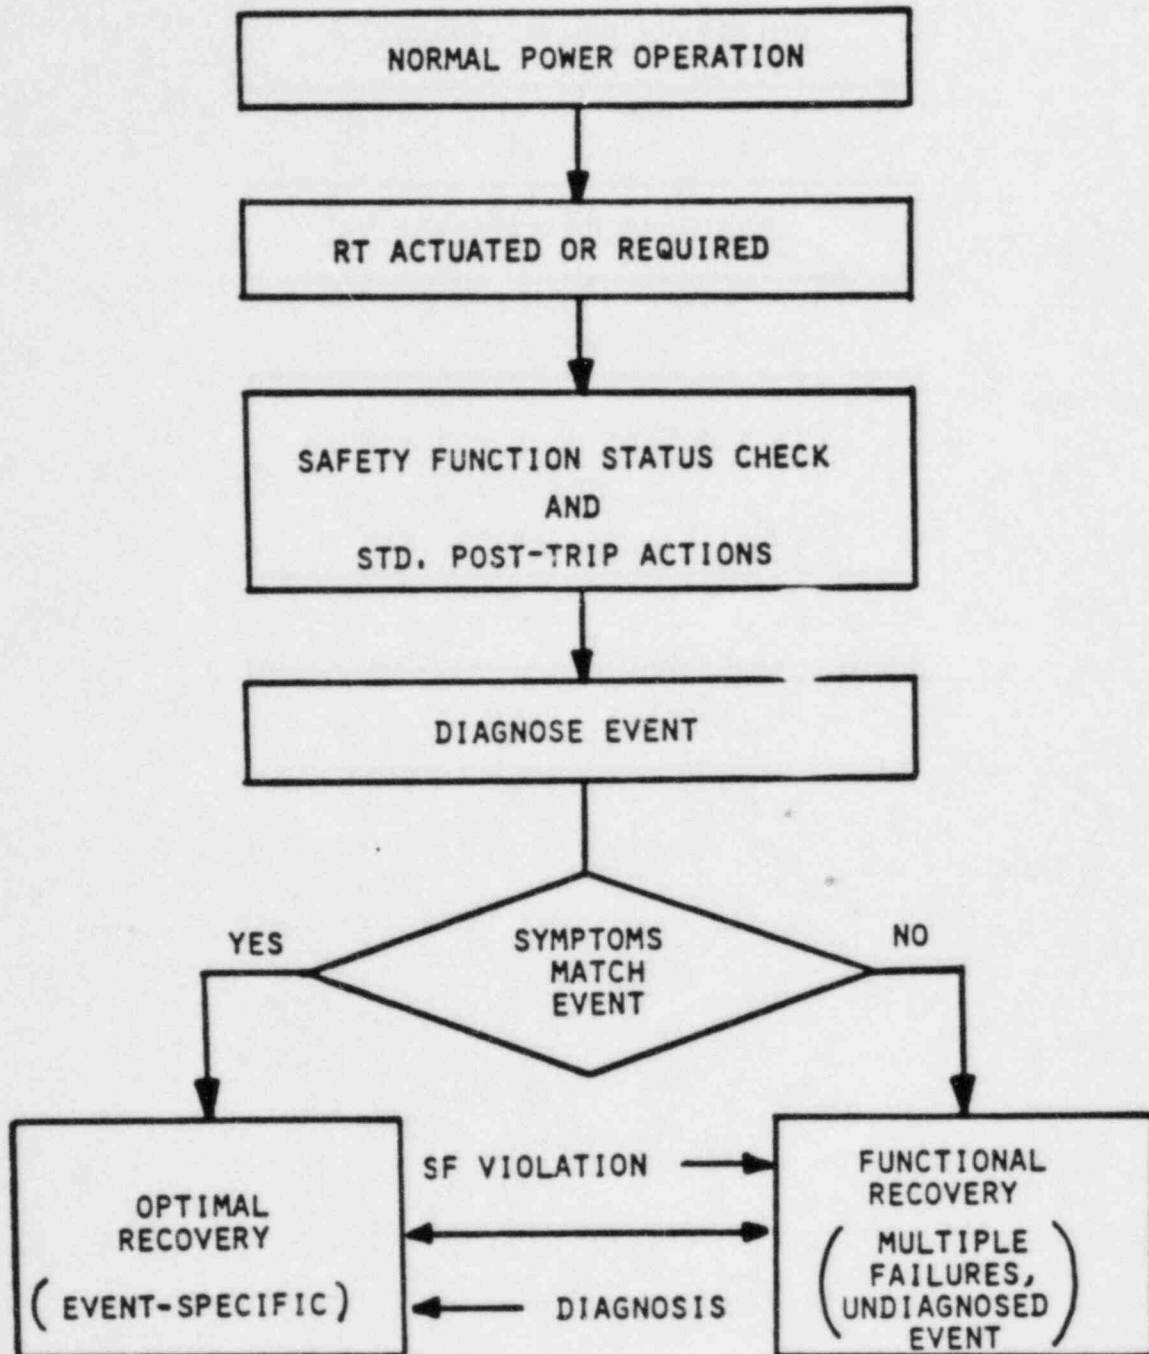 NORMAL POWER OPERATION
RT ACTUATED OR REQUIRED
SAFETY FUNCTION STATUS CHECK
AND
STD. POST-TRIP ACTIONS
DIAGNOSE EVENT
YES
SYMPTOMS
MATCH
EVENT
NO
OPTIMAL
RECOVERY
(EVENT-SPECIFIC)
SF VIOLATION
DIAGNOSIS
FUNCTIONAL
RECOVERY
(MULTIPLE
FAILURES,
UNDIAGNOSED
EVENT)